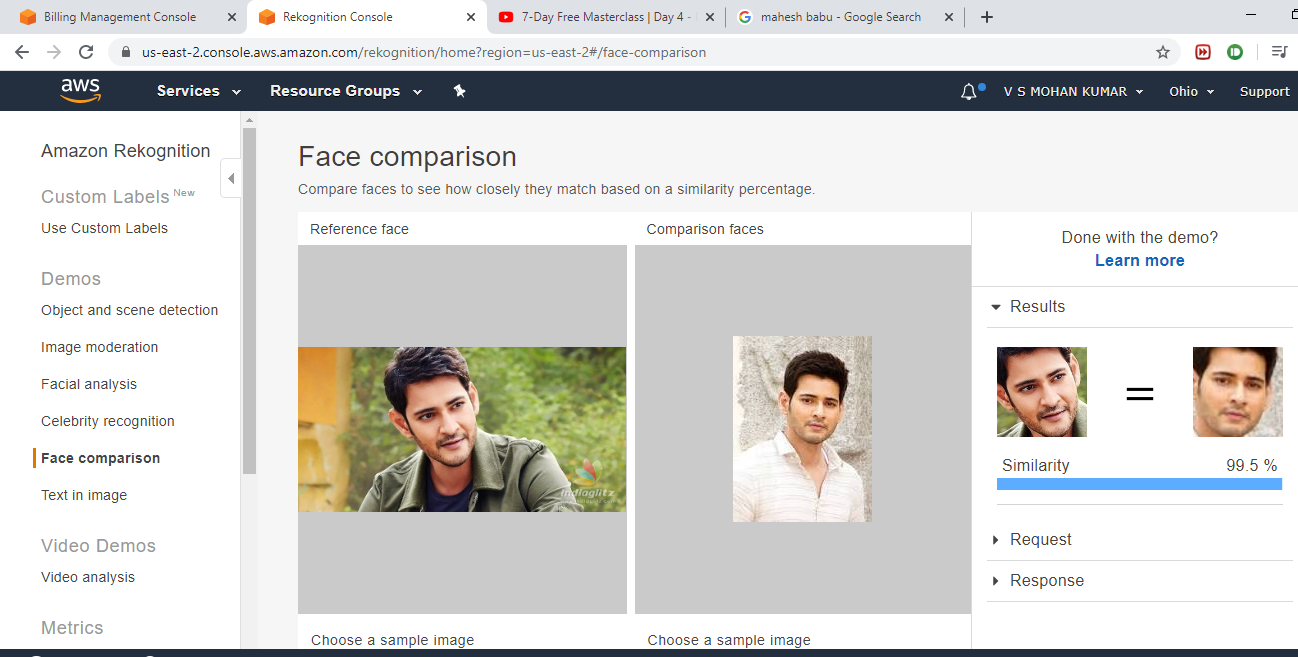 Billing Management Console
Rekognition Console
7-Day Free Masterclass | Day 4 -
mahesh babu - Google Search
us-east-2.console.aws.amazon.com/rekognition/home?region=us-east-2#/face-comparison
aws
Services
Resource Groups
V S MOHAN KUMAR
Ohio
Support
Amazon Rekognition
Custom Labels New
Use Custom Labels
Demos
Object and scene detection
Image moderation
Facial analysis
Celebrity recognition
Face comparison
Text in image
Video Demos
Video analysis
Metrics
Face comparison
Compare faces to see how closely they match based on a similarity percentage.
Reference face
indiaglitz
Choose a sample image
Comparison faces
Choose a sample image
Done with the demo?
Learn more
Results
=
Similarity 99.5 %
Request
Response